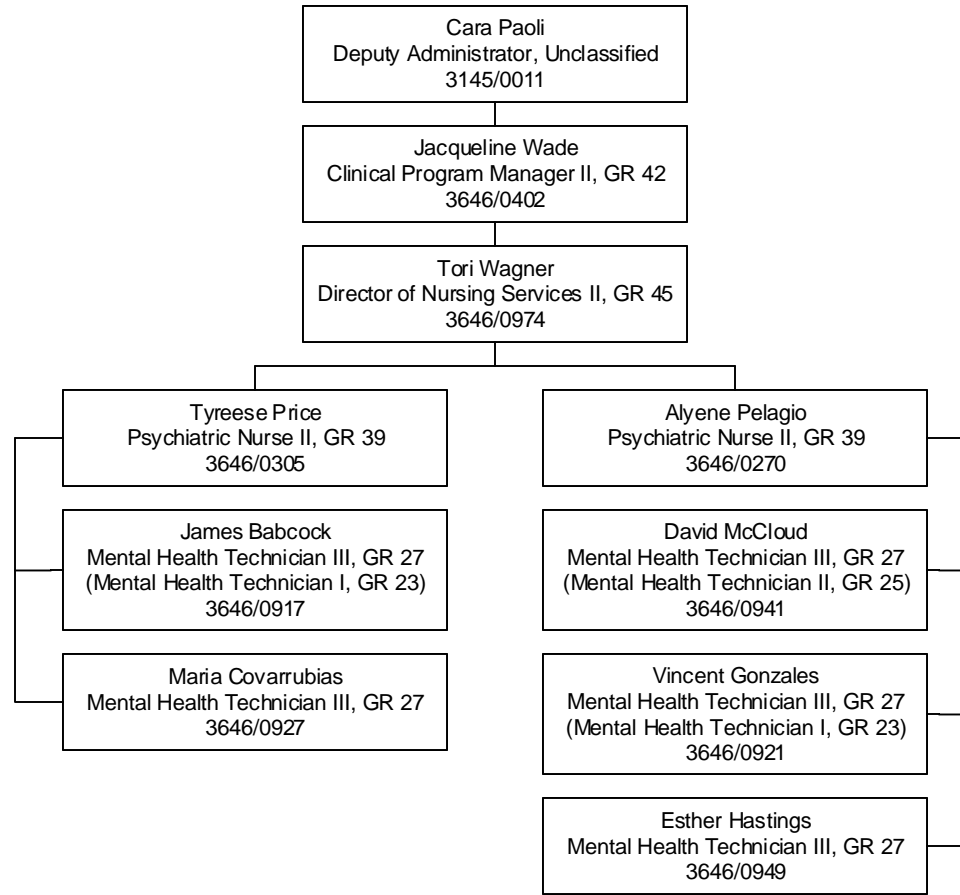 Cara Paoli
Deputy Administrator, Unclassified
3145/0011
Jacqueline Wade
Clinical Program Manager II, GR 42
3646/0402
Tori Wagner
Director of Nursing Services II, GR 45
3646/0974
Tyreese Price
Psychiatric Nurse II, GR 39
3646/0305
James Babcock
Mental Health Technician III, GR 27
(Mental Health Technician I, GR 23)
3646/0917
Maria Covarrubias
Mental Health Technician III, GR 27
3646/0927
Alyene Pelagio
Psychiatric Nurse II, GR 39
3646/0270
David McCloud
Mental Health Technician III, GR 27
(Mental Health Technician II, GR 25)
3646/0941
Vincent Gonzales
Mental Health Technician III, GR 27
(Mental Health Technician I, GR 23)
3646/0921
Esther Hastings
Mental Health Technician III, GR 27
3646/0949